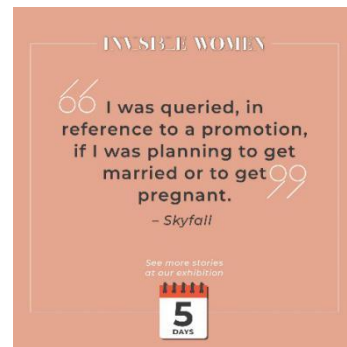 INVISIBLE WOMEN
“ I was queried, in
reference to a promotion,
if I was planning to get
married or to get
pregnant. ”
– Skyfall
See more stories
at our exhibition
5
DAYS